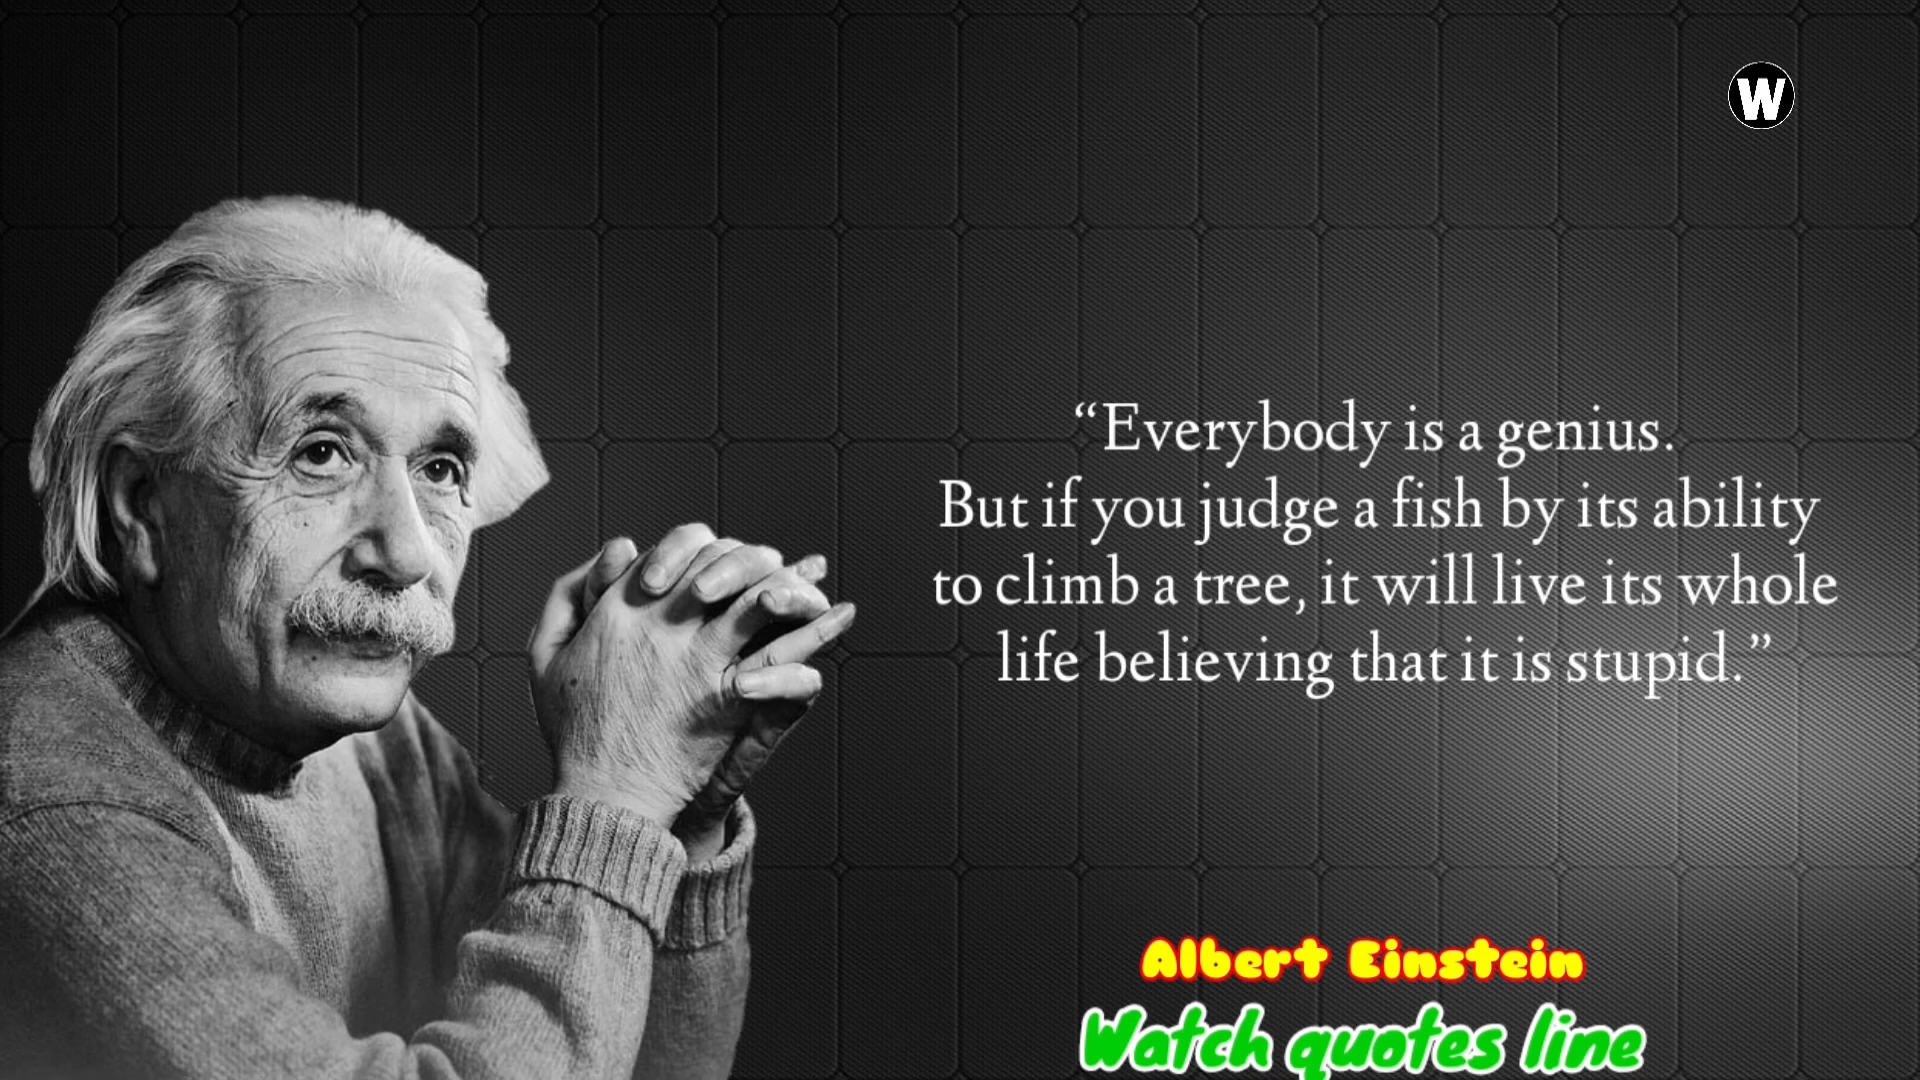 W
“Everybody is a genius.
But if you judge a fish by its ability
to climb a tree, it will live its whole
life believing that it is stupid.”
Albert Einstein
Watch quotes line